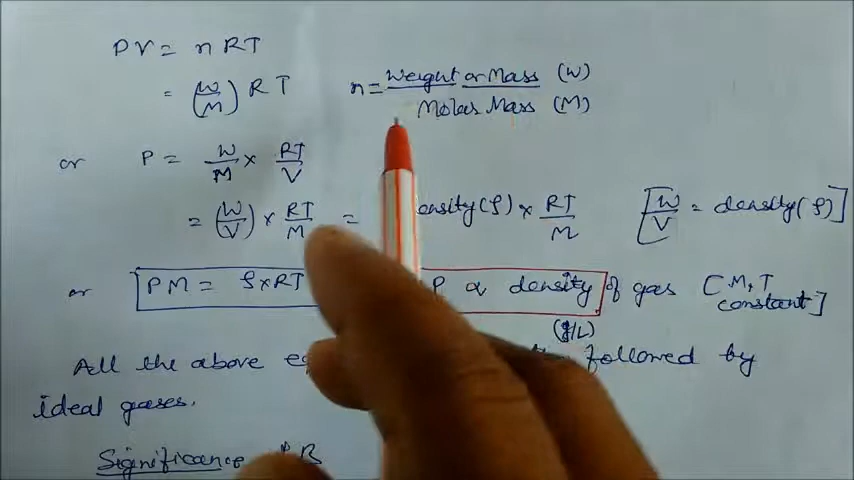 PV = n RT
= (W/M) RT n = Weight or Mass (W) / Molar Mass (M)
or P = W/M × RT/V
= (W/V) × RT/M = ensity (ρ) × RT/M [W/V = density (ρ)]
or PM = ρ×RT P ∝ density of gas [M, T constant]
(g/L)
All the above e followed by
ideal gases.
Significance R